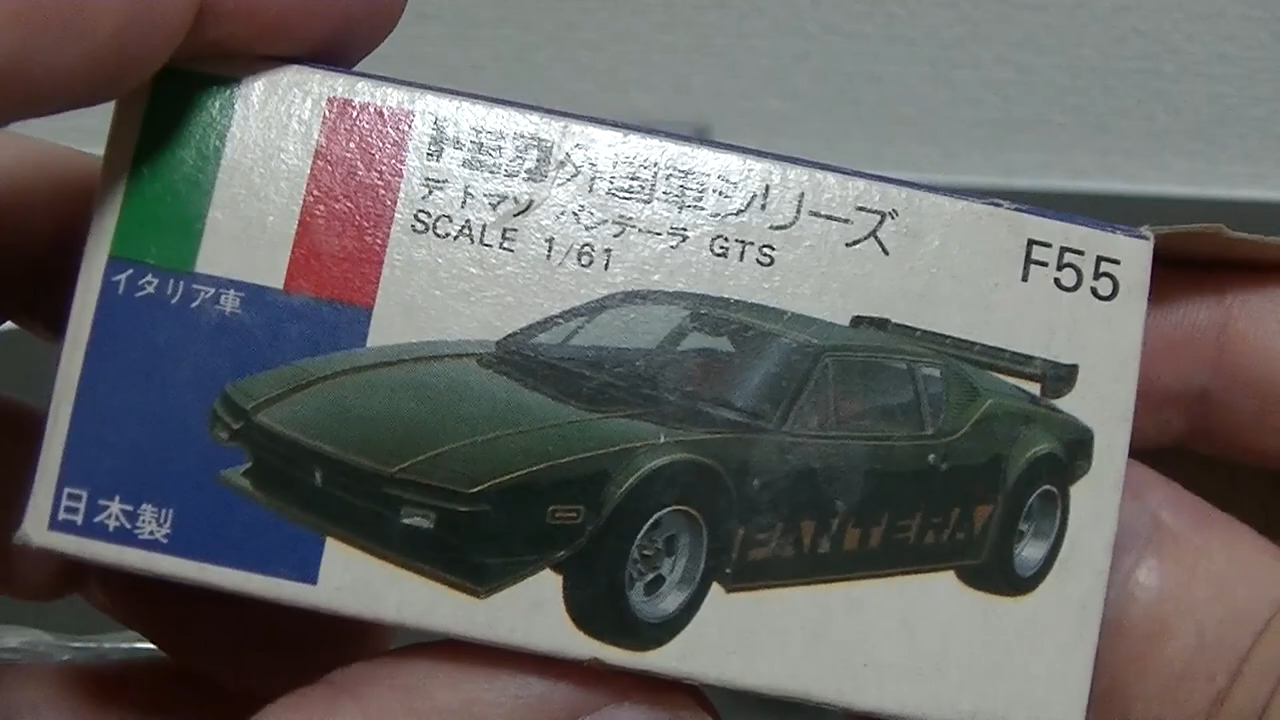 外国車シリーズ
デ トマソ パンテーラ GTS
SCALE 1/61
F55
イタリア車
日本製
PANTERA